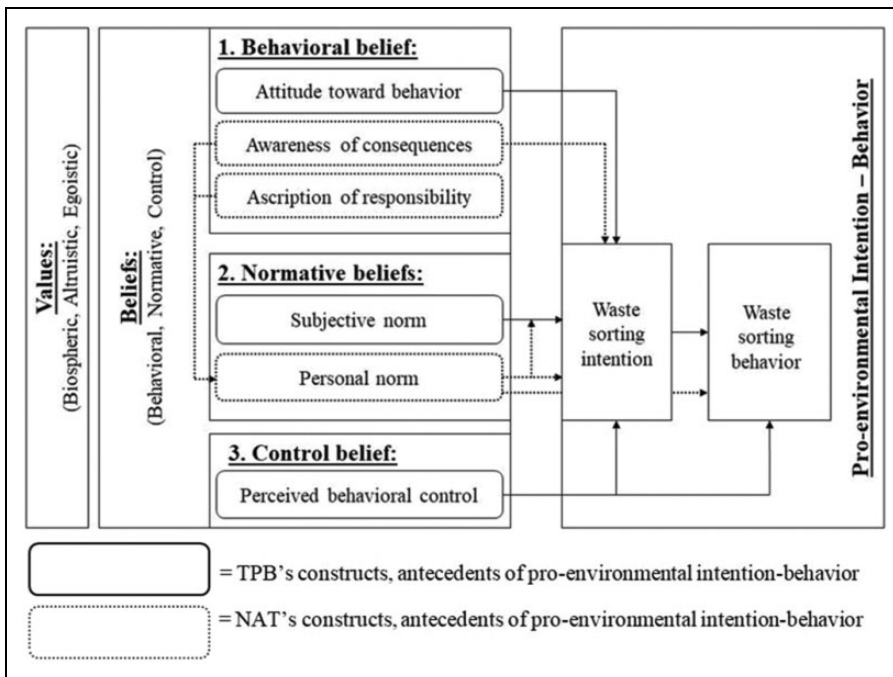 Values:
(Biospheric, Altruistic, Egoistic)
Beliefs:
(Behavioral, Normative, Control)
1. Behavioral belief:
Attitude toward behavior
Awareness of consequences
Ascription of responsibility
2. Normative beliefs:
Subjective norm
Personal norm
3. Control belief:
Perceived behavioral control
Waste
sorting
intention
Waste
sorting
behavior
Pro-environmental Intention – Behavior
= TPB's constructs, antecedents of pro-environmental intention-behavior
= NAT's constructs, antecedents of pro-environmental intention-behavior